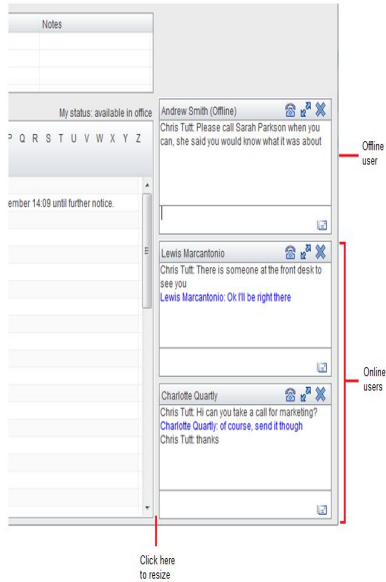 Notes
My status: available in office
P Q R S T U V W X Y Z
ember 14:09 until further notice.
Andrew Smith (Offline)
Chris Tutt: Please call Sarah Parkson when you
can, she said you would know what it was about
Offline
user
Lewis Marcantonio
Chris Tutt: There is someone at the front desk to
see you
Lewis Marcantonio: Ok I'll be right there
Online
users
Charlotte Quartly
Chris Tutt: Hi can you take a call for marketing?
Charlotte Quartly: of course, send it though
Chris Tutt: thanks
Click here
to resize